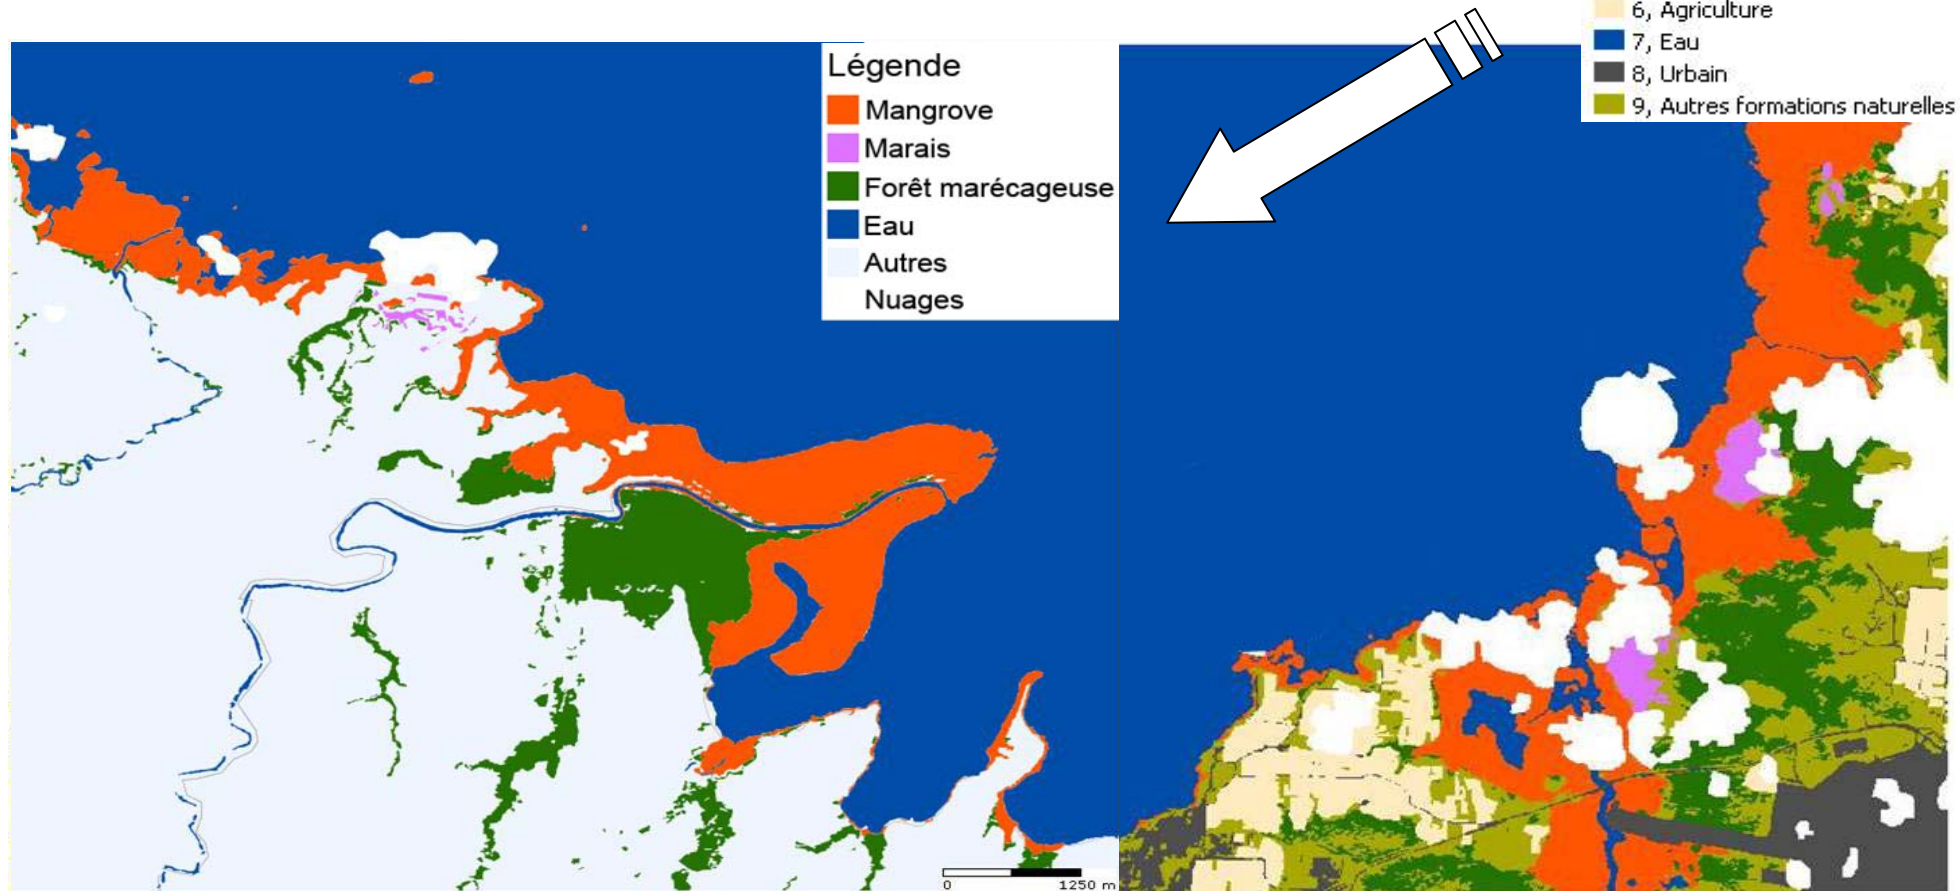 Légende
Mangrove
Marais
Forêt marécageuse
Eau
Autres
Nuages
0 1250 m
6, Agriculture
7, Eau
8, Urbain
9, Autres formations naturelles